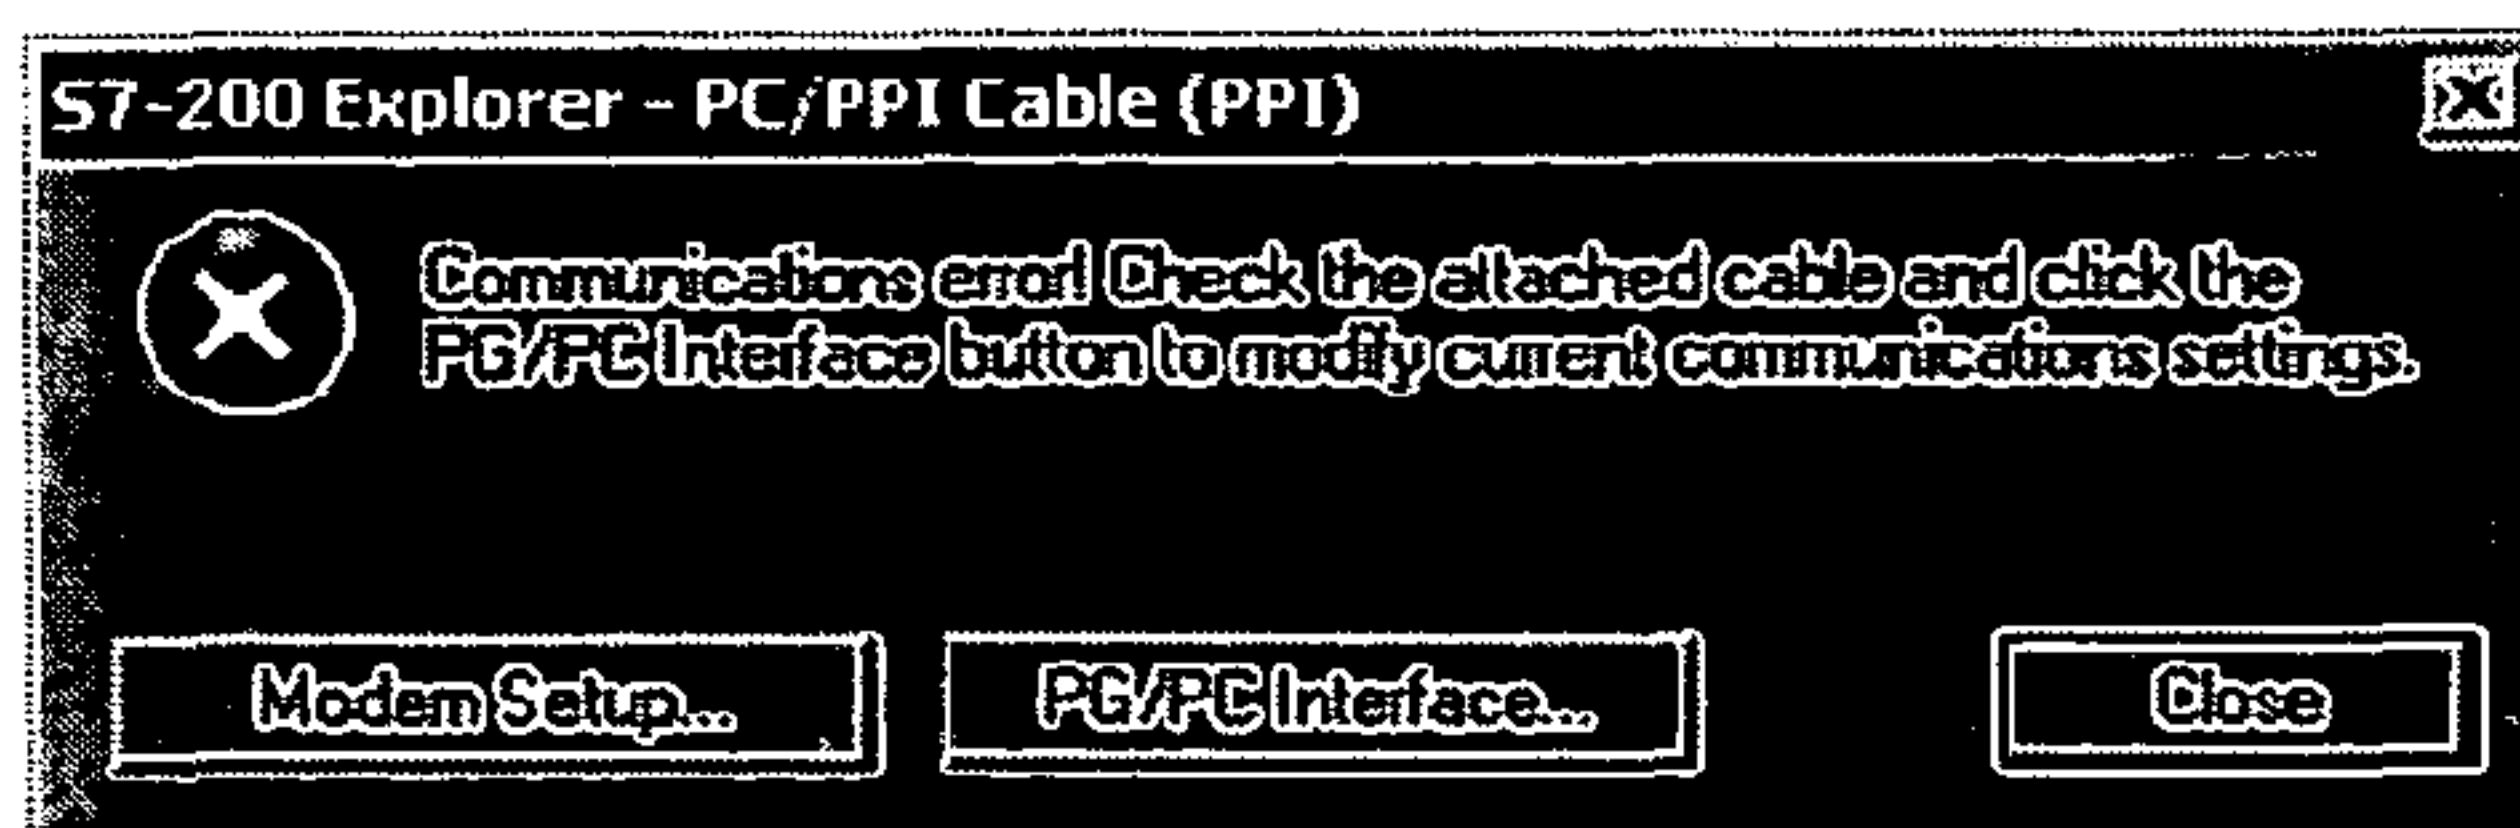 S7-200 Explorer - PC/PPI Cable (PPI)
Communications error! Check the attached cable and click the
PG/PC Interface button to modify current communications settings.
Modem Setup...
PG/PC Interface...
Close